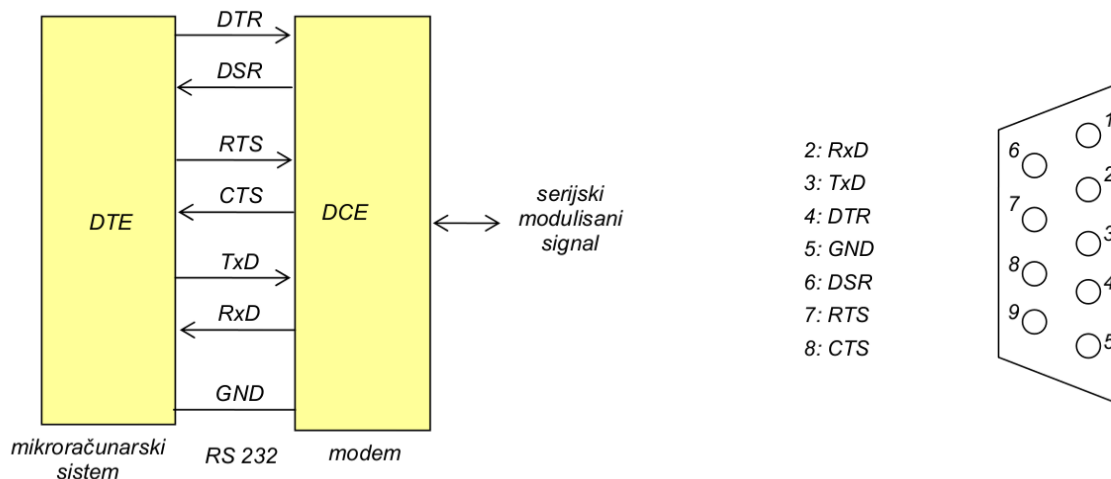 DTR
DSR
RTS
CTS
DTE
DCE
TxD
RxD
GND
mikroračunarski
sistem
RS 232
modem
serijski
modulisani
signal
2: RxD
3: TxD
4: DTR
5: GND
6: DSR
7: RTS
8: CTS
1
6
2
7
3
8
4
9
5